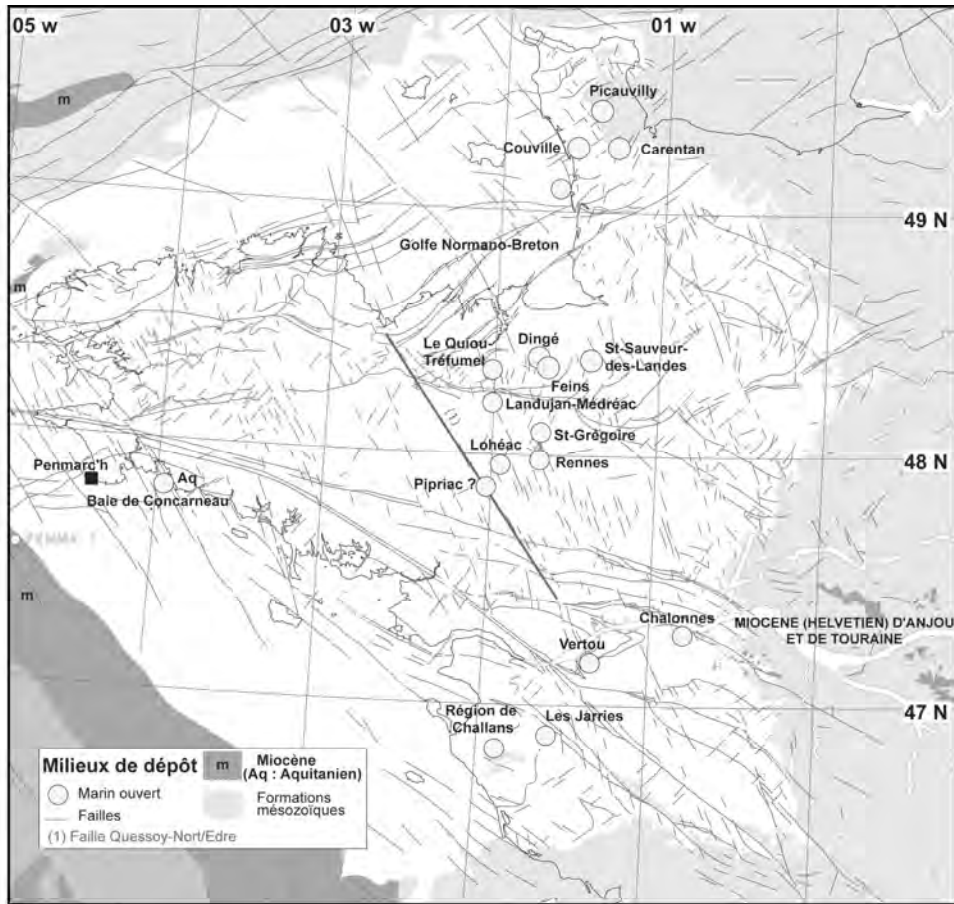 05 w
03 w
01 w
m
Picauvilly
Couville
Carentan
49 N
Golfe Normano-Breton
m
Le Quiou-
Tréfumel
Dingé
St-Sauveur-
des-Landes
Feins
Landujan-Médréac
(1)
St-Grégoire
Lohéac
48 N
Rennes
Penmarc'h
Aq
Pipriac ?
Baie de Concarneau
m
Chalonnes
MIOCENE (HELVETIEN) D'ANJOU
ET DE TOURAINE
Vertou
47 N
Région de
Challans
Les Jarries
Milieux de dépôt
Marin ouvert
Failles
(1) Faille Quessoy-Nort/Edre
m
Miocène
(Aq : Aquitanien)
Formations
mésozoïques